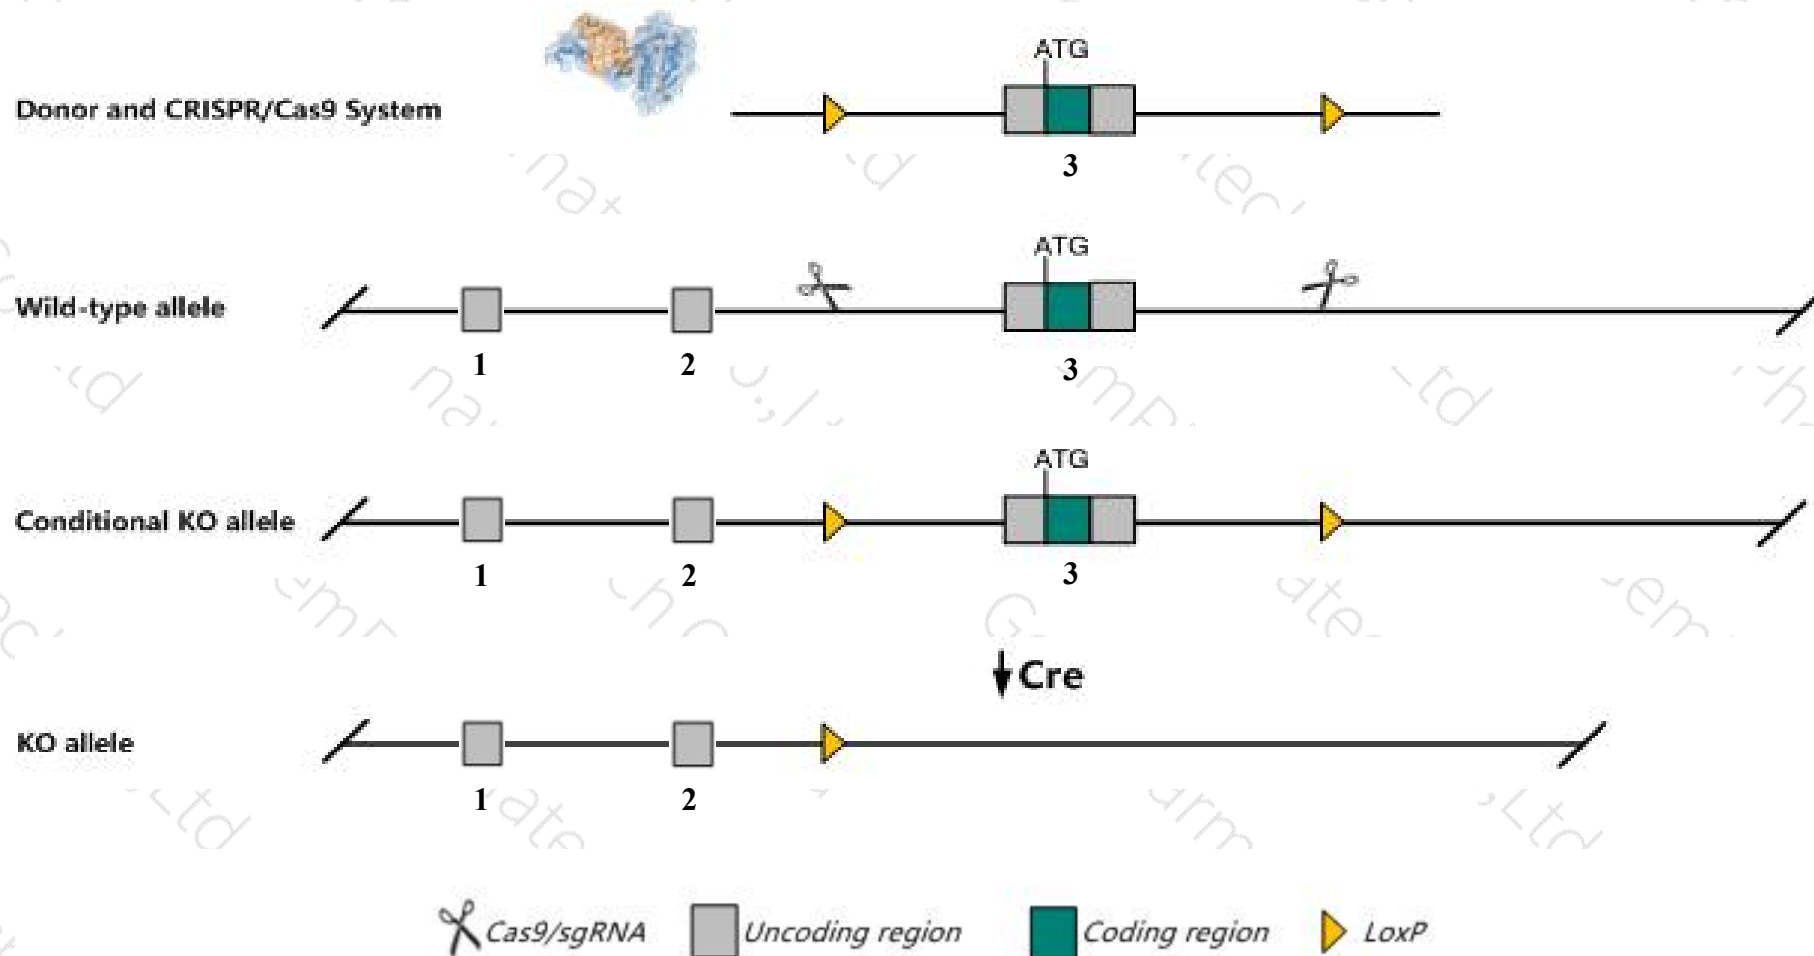 ATG
Donor and CRISPR/Cas9 System
3
ATG
Wild-type allele
1 2 3
ATG
Conditional KO allele
1 2 3
Cre
KO allele
1 2
Cas9/sgRNA Uncoding region Coding region LoxP